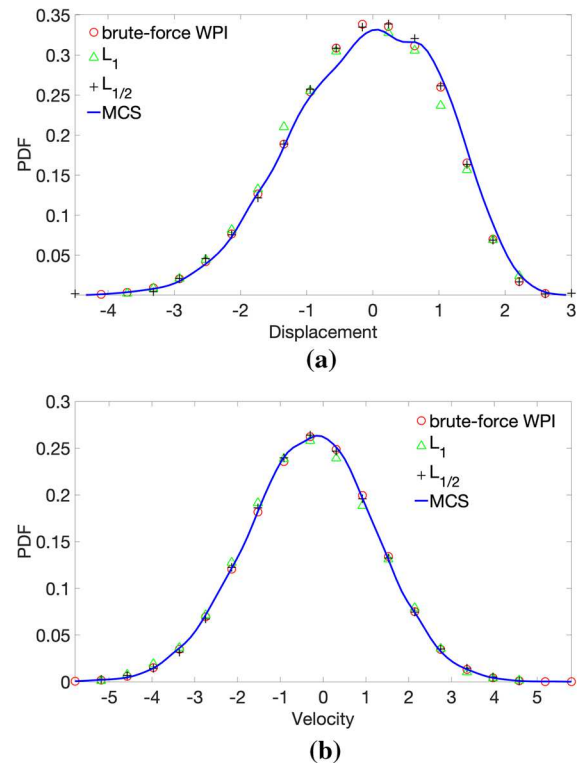 (a)
0.35
0.3
0.25
0.2
0.15
0.1
0.05
PDF
brute-force WPI
L1
L1/2
MCS
-4 -3 -2 -1 0 1 2 3
Displacement
(a)
0.3
0.25
0.2
0.15
0.1
0.05
0
PDF
brute-force WPI
L1
L1/2
MCS
-5 -4 -3 -2 -1 0 1 2 3 4 5
Velocity
(b)